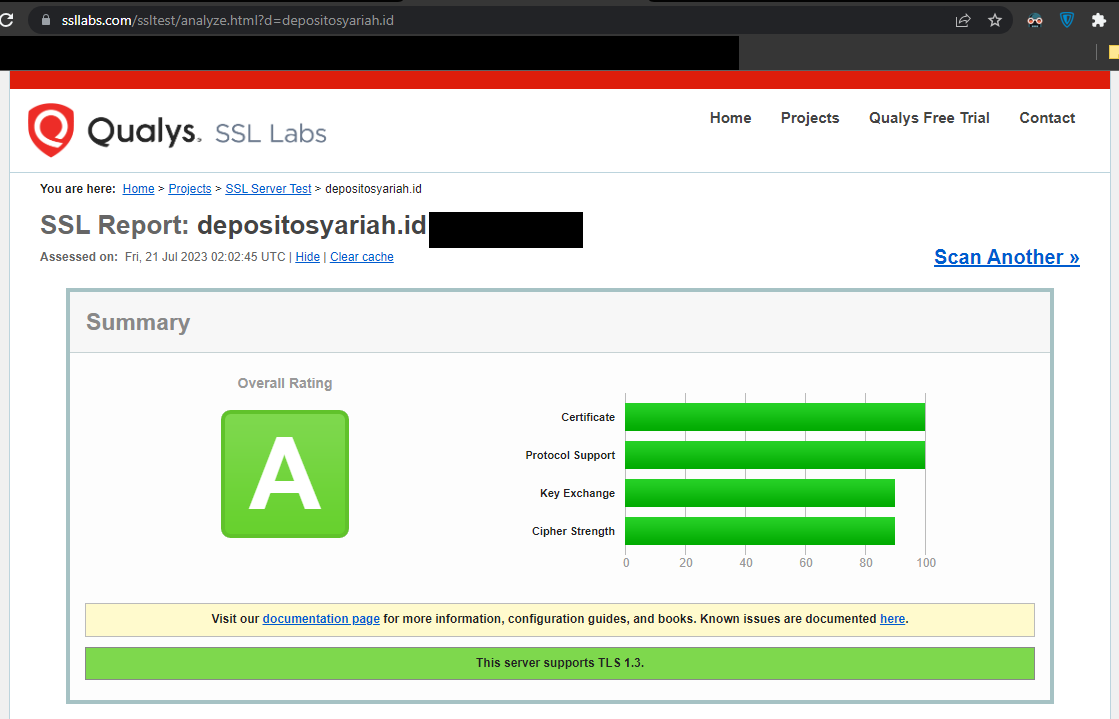 ssllabs.com/ssltest/analyze.html?d=depositosyariah.id
Qualys. SSL Labs
Home Projects Qualys Free Trial Contact
You are here: Home > Projects > SSL Server Test > depositosyariah.id
SSL Report: depositosyariah.id
Assessed on: Fri, 21 Jul 2023 02:02:45 UTC | Hide | Clear cache
Scan Another »
Summary
Overall Rating
A
Certificate
Protocol Support
Key Exchange
Cipher Strength
0 20 40 60 80 100
Visit our documentation page for more information, configuration guides, and books. Known issues are documented here.
This server supports TLS 1.3.